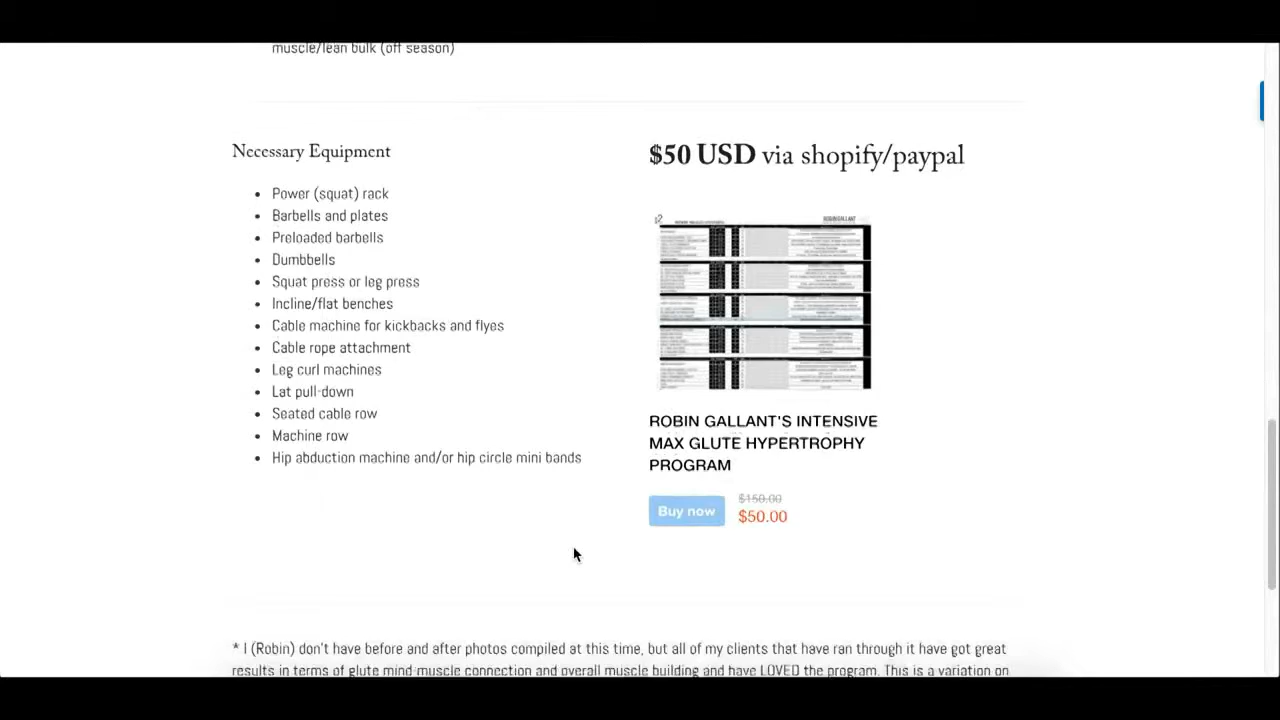 muscle/lean bulk (off season)
Necessary Equipment
• Power (squat) rack
• Barbells and plates
• Preloaded barbells
• Dumbbells
• Squat press or leg press
• Incline/flat benches
• Cable machine for kickbacks and flyes
• Cable rope attachment
• Leg curl machines
• Lat pull-down
• Seated cable row
• Machine row
• Hip abduction machine and/or hip circle mini bands
$50 USD via shopify/paypal
ROBIN GALLANT
ROBIN GALLANT'S INTENSIVE
MAX GLUTE HYPERTROPHY
PROGRAM
Buy now
$150.00
$50.00
* I (Robin) don't have before and after photos compiled at this time, but all of my clients that have ran through it have got great
results in terms of glute mind-muscle connection and overall muscle building and have LOVED the program. This is a variation on